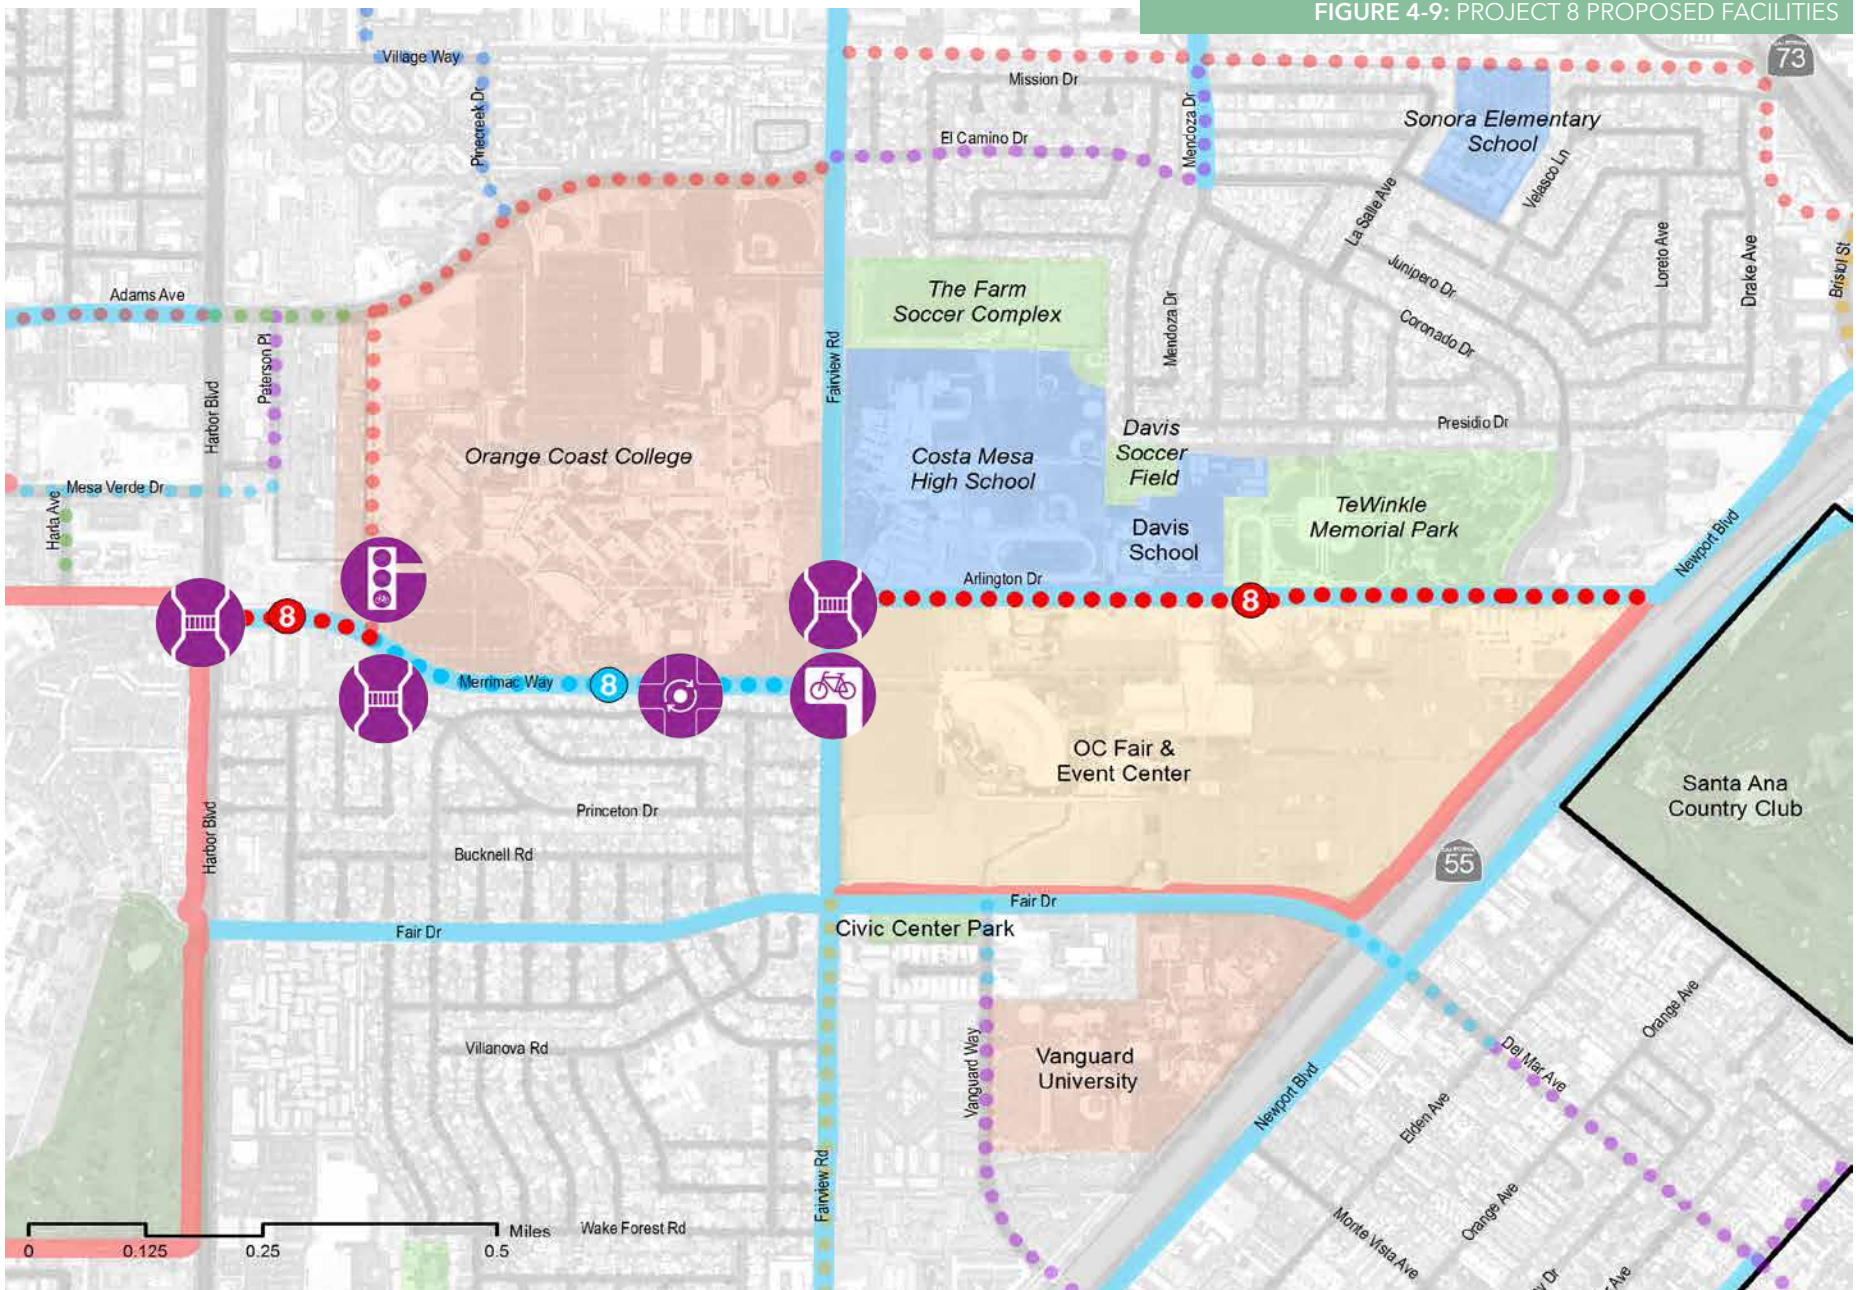 FIGURE 4-9: PROJECT 8 PROPOSED FACILITIES
Village Way
Pinecreek Dr
Mission Dr
Mendoza Dr
73
El Camino Dr
Sonora Elementary
School
Velasco Ln
La Salle Ave
Loreto Ave
Drake Ave
Bristol St
Junipero Dr
Coronado Dr
Adams Ave
Peterson Pl
Harbor Blvd
Fairview Rd
The Farm
Soccer Complex
Mendoza Dr
Presidio Dr
Orange Coast College
Costa Mesa
High School
Davis
Soccer
Field
Davis
School
TeWinkle
Memorial Park
Mesa Verde Dr
Harla Ave
Newport Blvd
Arlington Dr
8
8
Merrimac Way
8
OC Fair &
Event Center
Santa Ana
Country Club
Princeton Dr
Harbor Blvd
Bucknell Rd
CALIFORNIA
55
Fair Dr
Fair Dr
Civic Center Park
Villanova Rd
Vanguard Way
Vanguard
University
Newport Blvd
Del Mar Ave
Orange Ave
Elden Ave
Orange Ave
Monte Vista Ave
Fairview Rd
Wake Forest Rd
Miles
0
0.125
0.25
0.5